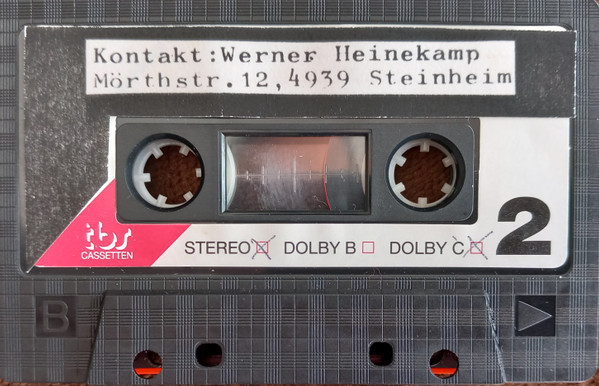 Kontakt:Werner Heinekamp
Mörthstr.12,4939 Steinheim
tbs
CASSETTEN
STEREO DOLBY B DOLBY C
2
B